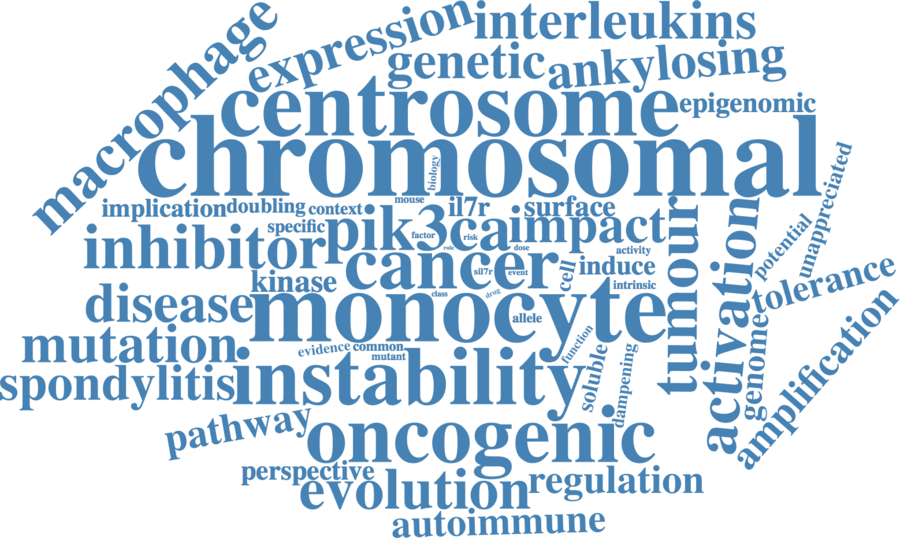 macrophage
expression
interleukins
genetic
ankylosing
centrosome
epigenomic
chromosomal
biology
mouse
implication
doubling
context
il7r
surface
specific
pik3ca
factor
risk
role
dose
impact
tumour
activation
potential
unappreciated
inhibitor
cancer
activity
kinase
sil7r
event
cell
induce
intrinsic
tolerance
disease
monocyte
class
drug
allele
genome
amplification
mutation
evidence
common
mutant
function
soluble
dampening
spondylitis
instability
pathway
oncogenic
perspective
evolution
regulation
autoimmune